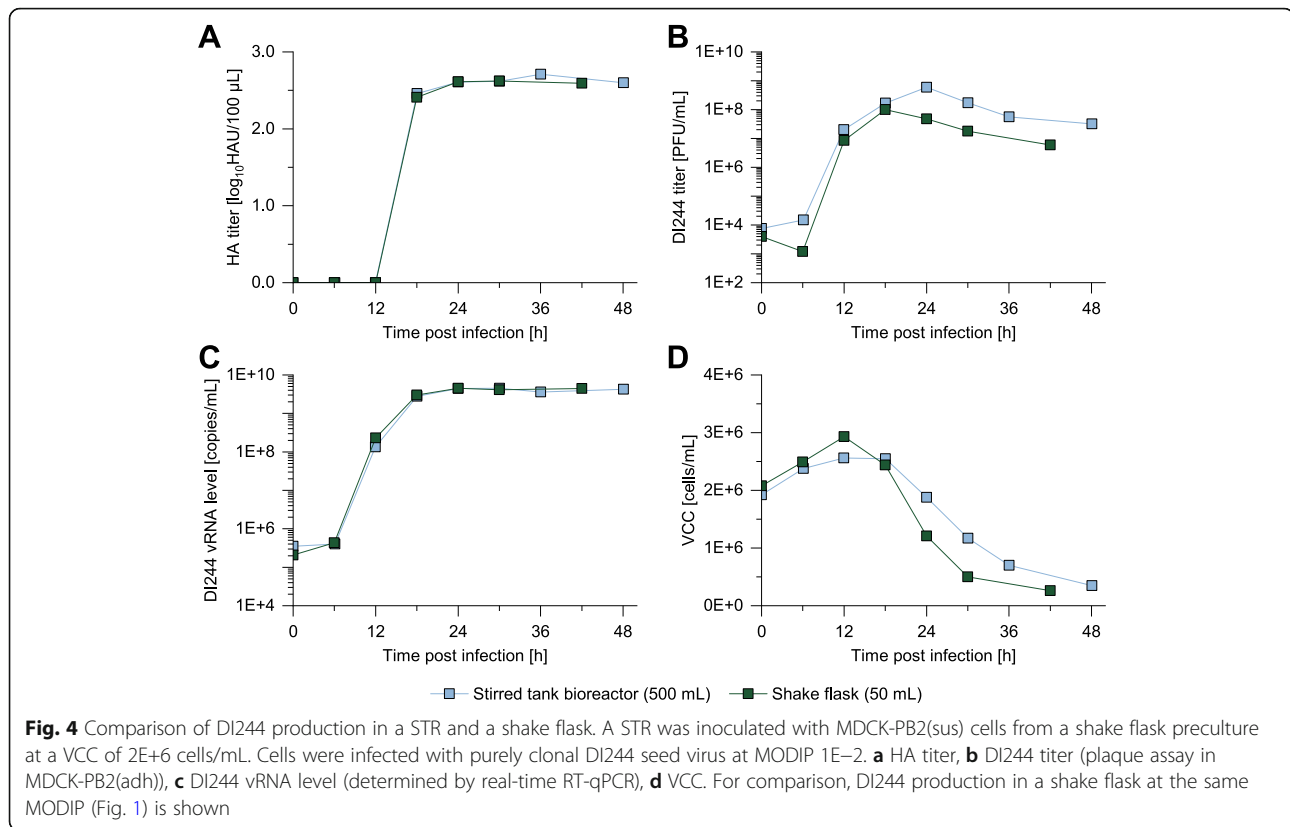 A
3.0
2.0
1.0
0.0
HA titer [log10HAU/100 µL]
0 12 24 36 48
Time post infection [h]
B
1E+10
1E+8
1E+6
1E+4
1E+2
DI244 titer [PFU/mL]
0 12 24 36 48
Time post infection [h]
C
1E+10
1E+8
1E+6
1E+4
DI244 vRNA level [copies/mL]
0 12 24 36 48
Time post infection [h]
D
4E+6
3E+6
2E+6
1E+6
0E+0
VCC [cells/mL]
0 12 24 36 48
Time post infection [h]
Stirred tank bioreactor (500 mL) Shake flask (50 mL)
Fig. 4 Comparison of DI244 production in a STR and a shake flask. A STR was inoculated with MDCK-PB2(sus) cells from a shake flask preculture
at a VCC of 2E+6 cells/mL. Cells were infected with purely clonal DI244 seed virus at MODIP 1E−2. a HA titer, b DI244 titer (plaque assay in
MDCK-PB2(adh)), c DI244 vRNA level (determined by real-time RT-qPCR), d VCC. For comparison, DI244 production in a shake flask at the same
MODIP (Fig. 1) is shown